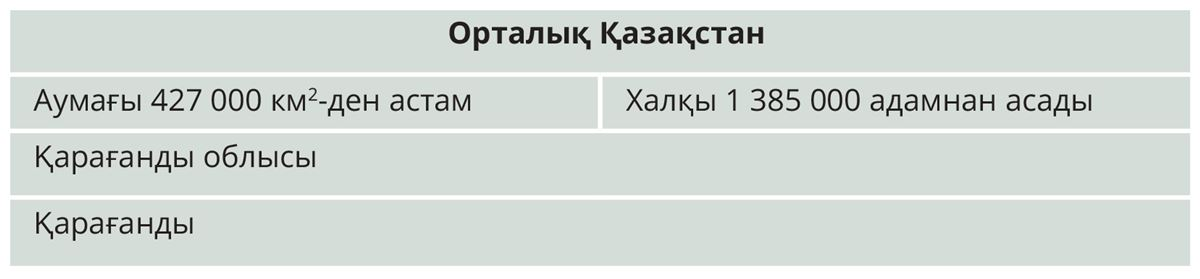 Орталық Қазақстан
Аумағы 427 000 км²-ден астам
Халқы 1 385 000 адамнан асады
Қарағанды облысы
Қарағанды